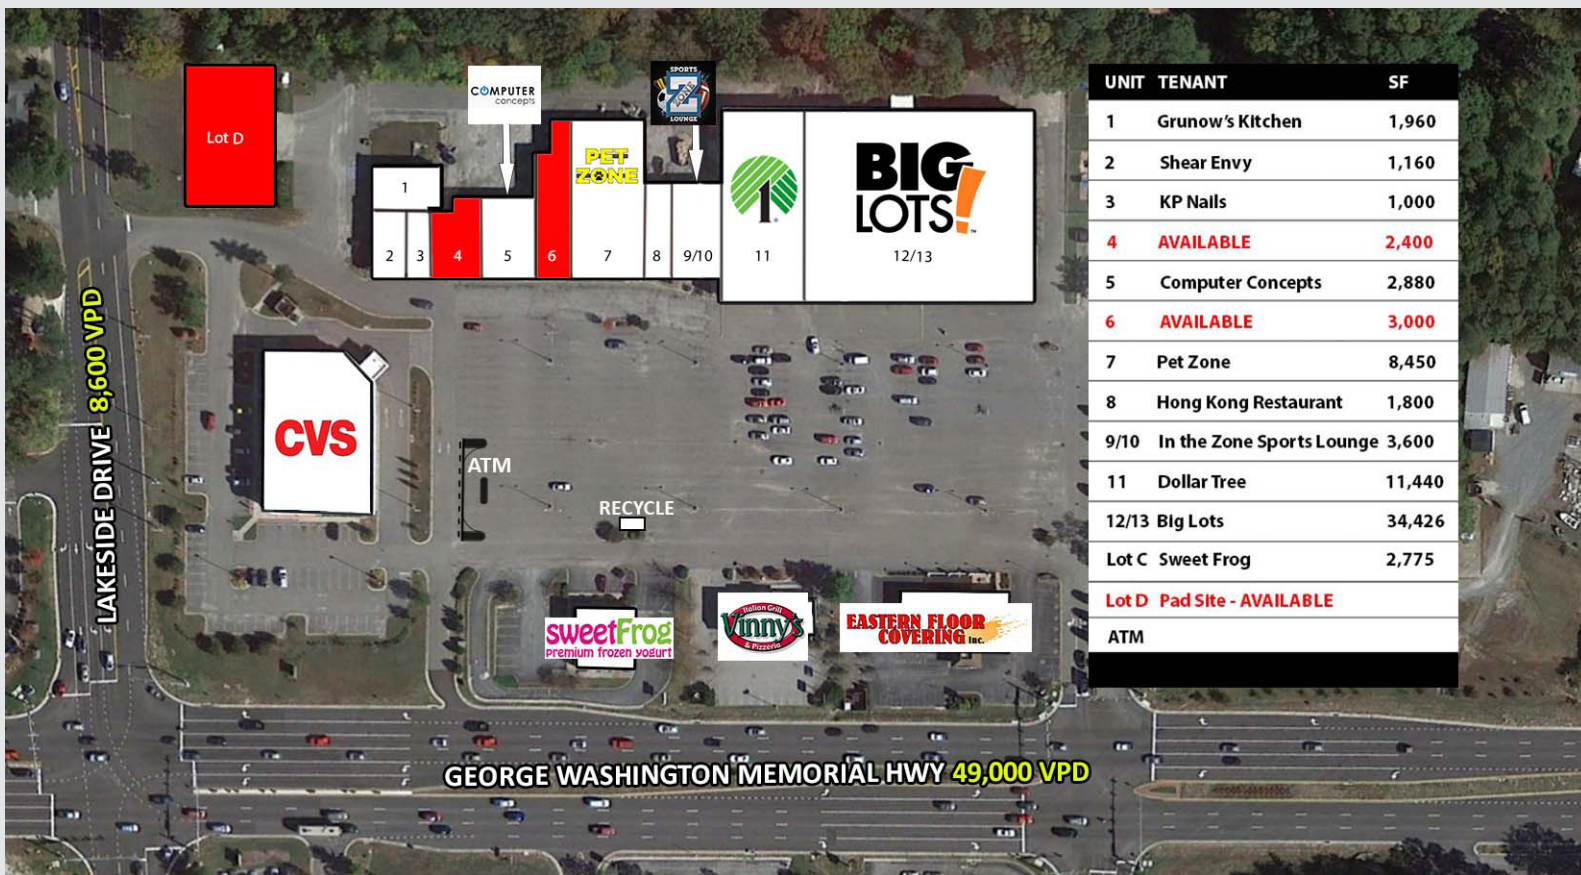 Lot D
COMPUTER
concepts
SPORTS
Z
ZONE
LOUNGE
PET
ZONE
1
BIG
LOTS!
1
2
3
4
5
6
7
8
9/10
11
12/13
LAKESIDE DRIVE 8,600 VPD
CVS
ATM
RECYCLE
sweetFrog
premium frozen yogurt
Italian Grill
Vinny's
& Pizzeria
EASTERN FLOOR
COVERING Inc.
GEORGE WASHINGTON MEMORIAL HWY 49,000 VPD
UNIT TENANT SF
1 Grunow's Kitchen 1,960
2 Shear Envy 1,160
3 KP Nails 1,000
4 AVAILABLE 2,400
5 Computer Concepts 2,880
6 AVAILABLE 3,000
7 Pet Zone 8,450
8 Hong Kong Restaurant 1,800
9/10 In the Zone Sports Lounge 3,600
11 Dollar Tree 11,440
12/13 Big Lots 34,426
Lot C Sweet Frog 2,775
Lot D Pad Site - AVAILABLE
ATM